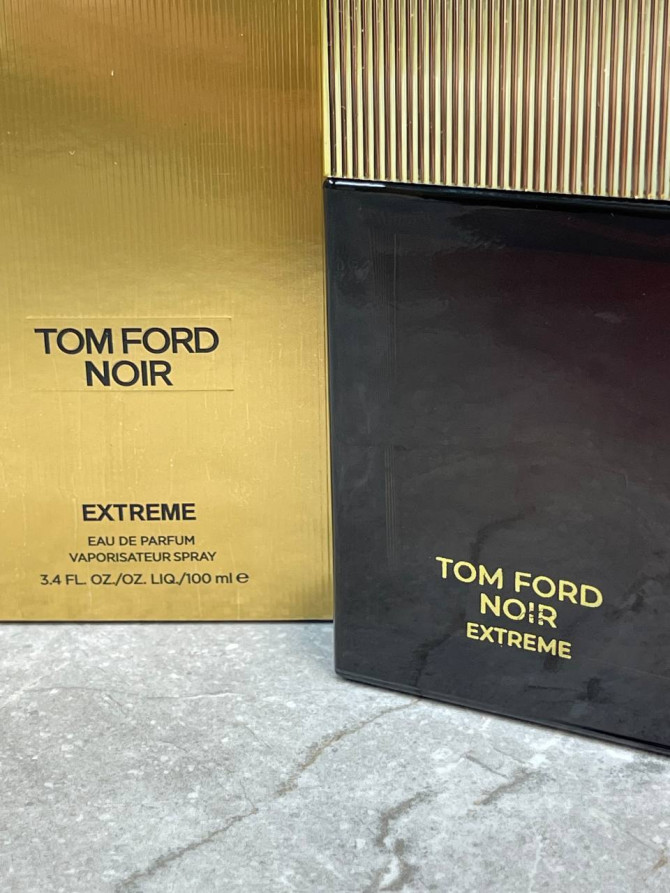 TOM FORD
NOIR
EXTREME
EAU DE PARFUM
VAPORISATEUR SPRAY
3.4 FL. OZ./OZ. LIQ./100 ml ℮
TOM FORD
NOIR
EXTREME